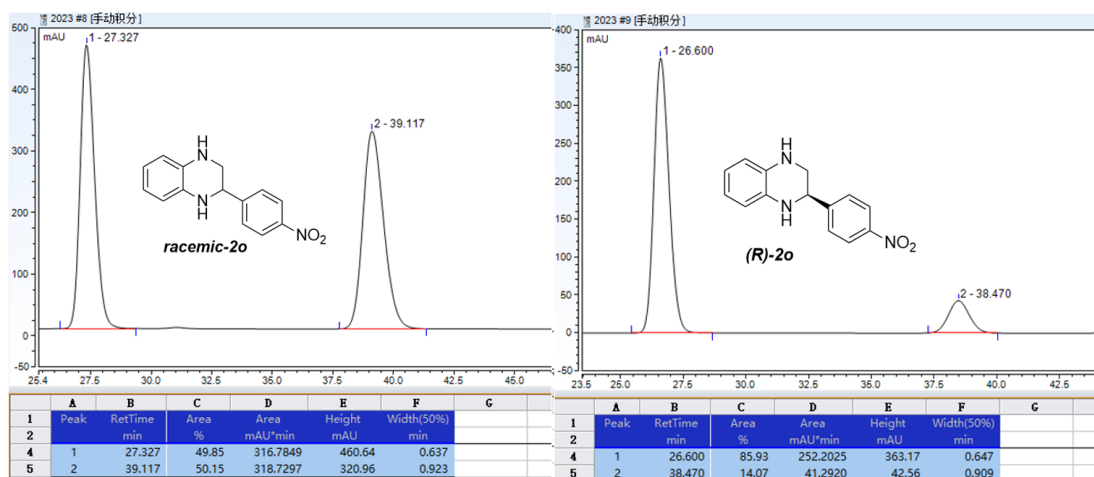 2023 #8 [手动积分]
mAU
500
400
300
200
100
0
-50
1 - 27.327
2 - 39.117
H
N
N
H
NO2
racemic-2o
25.4 27.5 30.0 32.5 35.0 37.5 40.0 42.5 45.0
A B C D E F G
1 Peak RetTime Area Area Height Width(50%)
2 min % mAU*min mAU min
4 1 27.327 49.85 316.7849 460.64 0.637
5 2 39.117 50.15 318.7297 320.96 0.923
2023 #9 [手动积分]
mAU
400
350
300
250
200
150
100
50
0
-50
1 - 26.600
2 - 38.470
H
N
N
H
NO2
(R)-2o
23.5 25.0 27.5 30.0 32.5 35.0 37.5 40.0 42.5
A B C D E F G
1 Peak RetTime Area Area Height Width(50%)
2 min % mAU*min mAU min
4 1 26.600 85.93 252.2025 363.17 0.647
5 2 38.470 14.07 41.2920 42.56 0.909